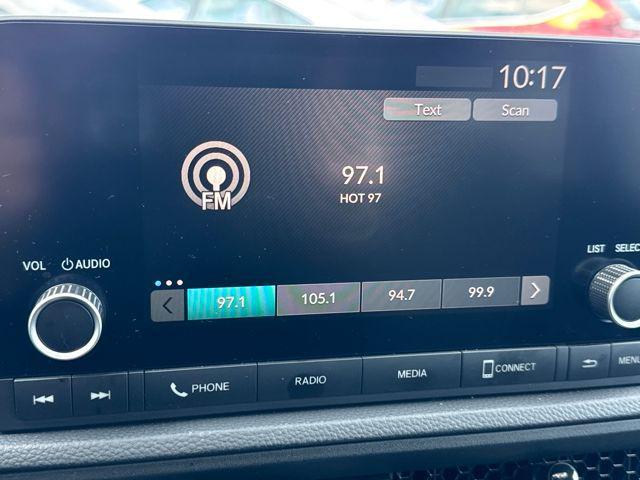 10:17
Text Scan
97.1
FM
HOT 97
VOL AUDIO
LIST SELEC
97.1 105.1 94.7 99.9
PHONE RADIO MEDIA CONNECT MENU